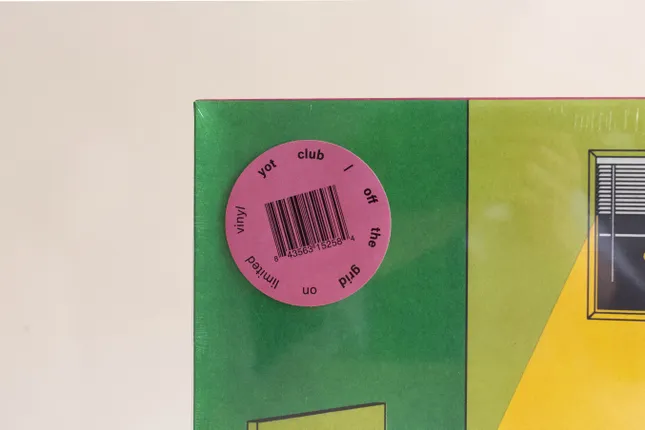 yot club / off the grid on limited vinyl
8 43563 15258 4